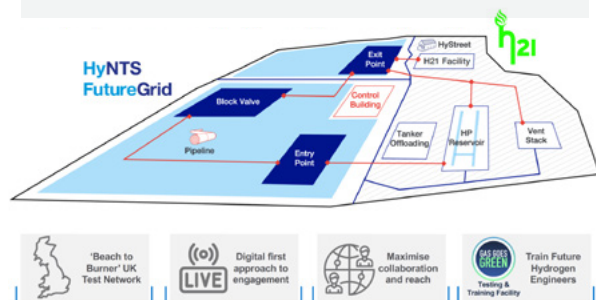 HyNTS
FutureGrid
Exit
Point
HyStreet
H21 Facility
h21
Block Valve
Control
Building
Pipeline
Entry
Point
Tanker
Offloading
HP
Reservoir
Vent
Stack
'Beach to
Burner' UK
Test Network
LIVE
Digital first
approach to
engagement
Maximise
collaboration
and reach
GAS GOES
GREEN
Testing &
Training Facility
Train Future
Hydrogen
Engineers